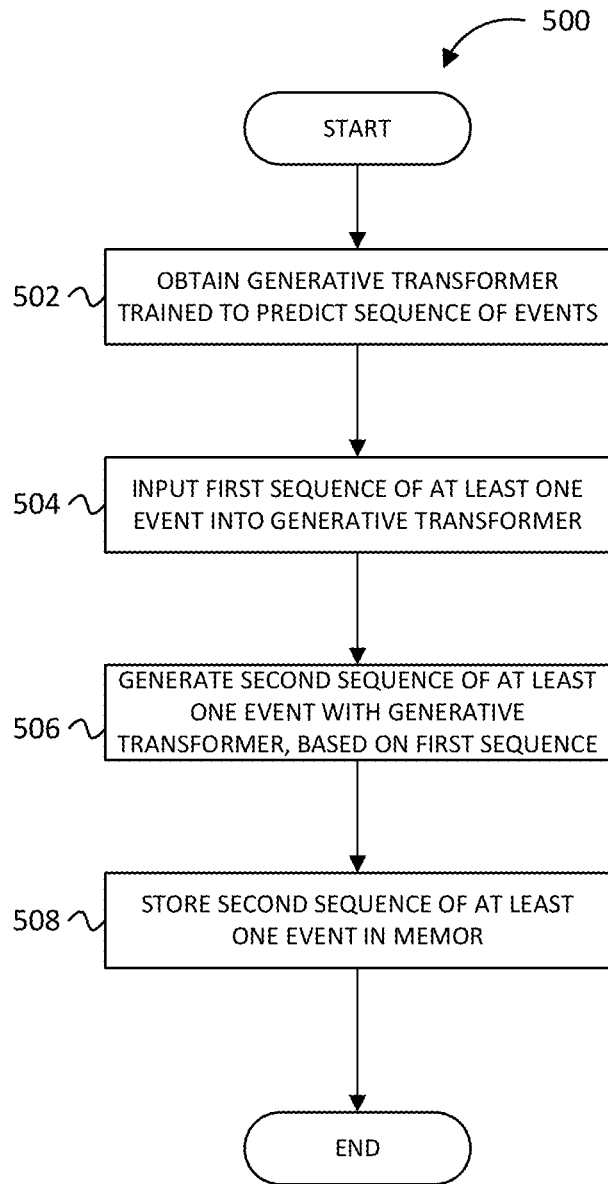 500
START
502
OBTAIN GENERATIVE TRANSFORMER
TRAINED TO PREDICT SEQUENCE OF EVENTS
504
INPUT FIRST SEQUENCE OF AT LEAST ONE
EVENT INTO GENERATIVE TRANSFORMER
506
GENERATE SECOND SEQUENCE OF AT LEAST
ONE EVENT WITH GENERATIVE
TRANSFORMER, BASED ON FIRST SEQUENCE
508
STORE SECOND SEQUENCE OF AT LEAST
ONE EVENT IN MEMOR
END